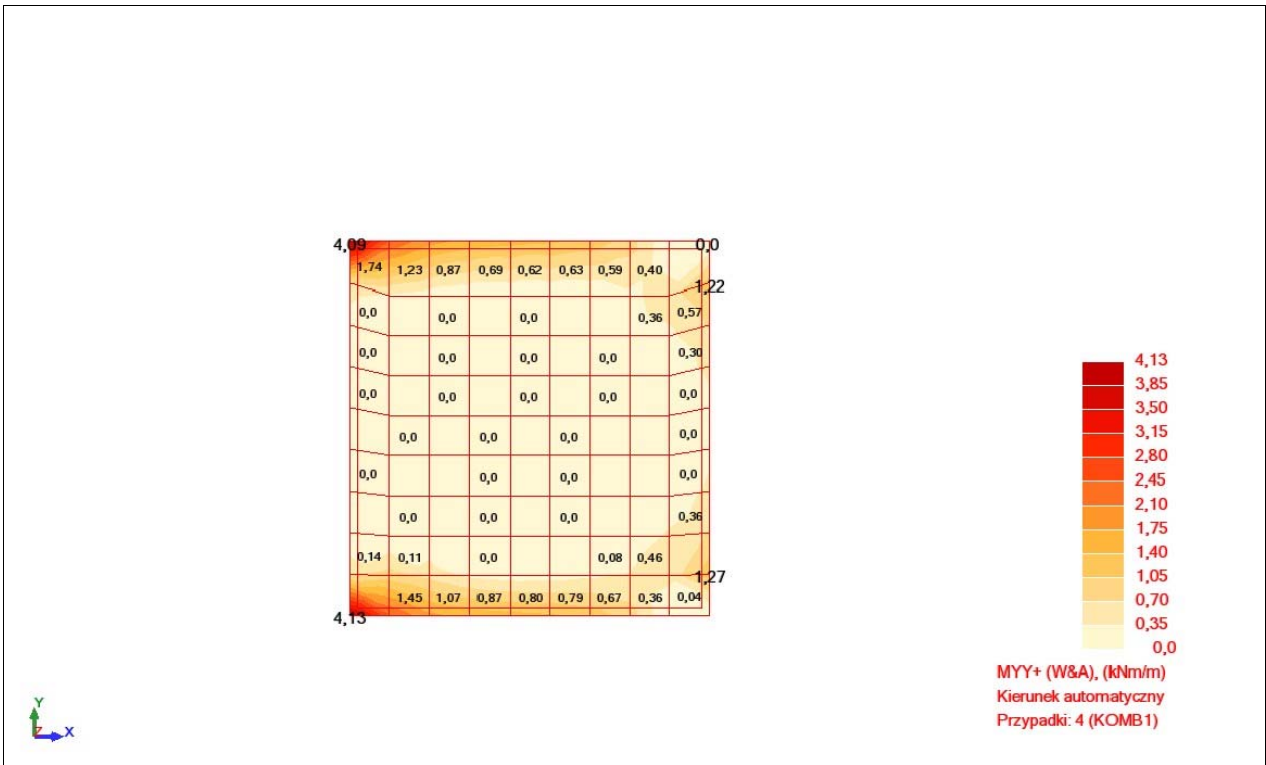 4,09 0,0
1,74 1,23 0,87 0,69 0,62 0,63 0,59 0,40
1,22
0,0 0,0 0,0 0,36 0,57
0,0 0,0 0,0 0,0 0,30
0,0 0,0 0,0 0,0 0,0
0,0 0,0 0,0 0,0
0,0 0,0 0,0 0,0
0,0 0,0 0,0 0,36
0,14 0,11 0,0 0,08 0,46
1,27
1,45 1,07 0,87 0,80 0,79 0,67 0,36 0,04
4,13
4,13
3,85
3,50
3,15
2,80
2,45
2,10
1,75
1,40
1,05
0,70
0,35
0,0
MYY+ (W&A), (kNm/m)
Kierunek automatyczny
Przypadki: 4 (KOMB1)
Y
Z X